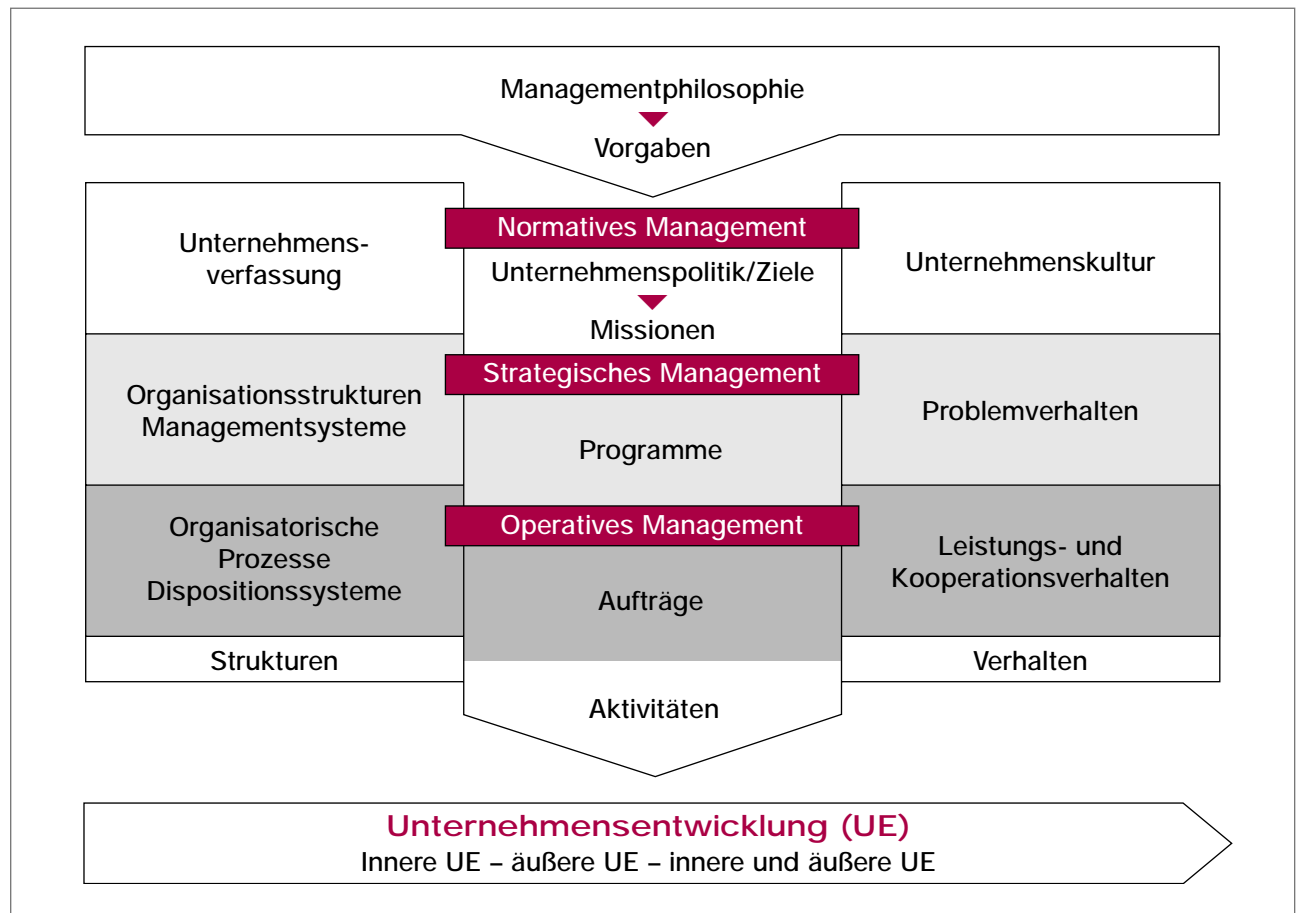 Managementphilosophie
Vorgaben
Unternehmens-
verfassung
Normatives Management
Unternehmenspolitik/Ziele
Missionen
Unternehmenskultur
Organisationsstrukturen
Managementsysteme
Strategisches Management
Programme
Problemverhalten
Organisatorische
Prozesse
Dispositionssysteme
Operatives Management
Aufträge
Leistungs- und
Kooperationsverhalten
Strukturen
Aktivitäten
Verhalten
Unternehmensentwicklung (UE)
Innere UE – äußere UE – innere und äußere UE